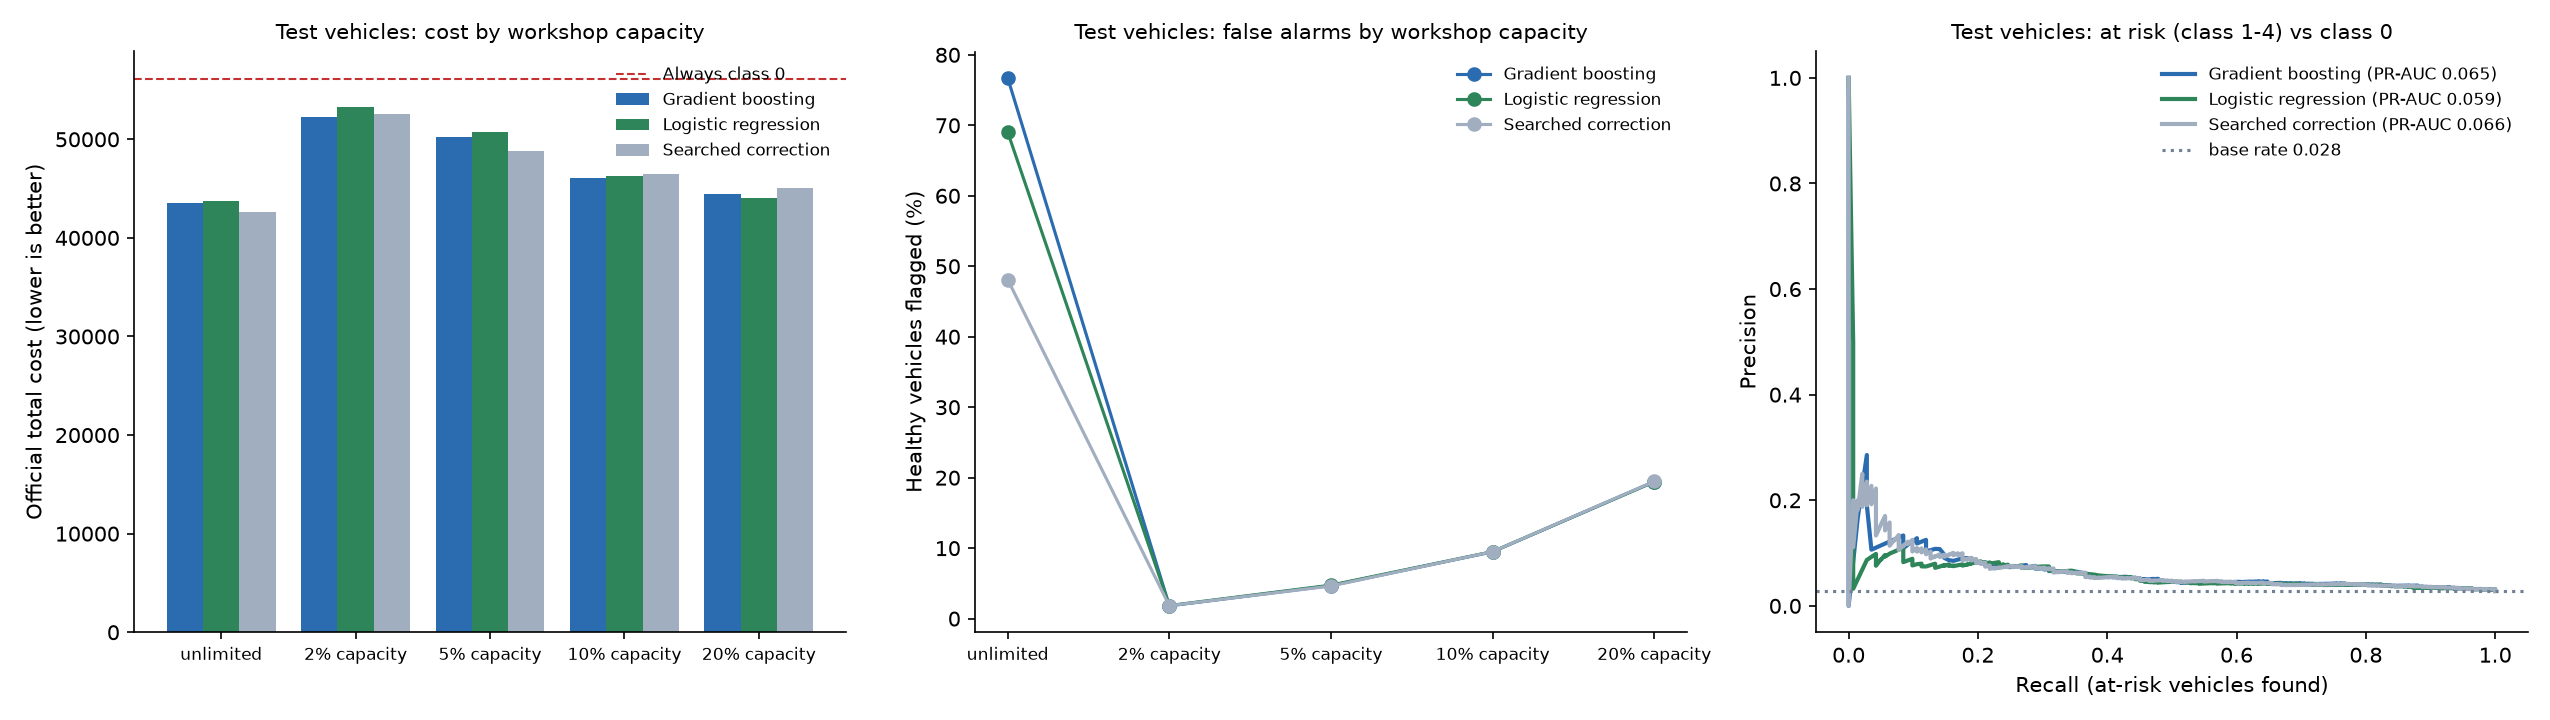 Test vehicles: cost by workshop capacity
Official total cost (lower is better)
50000
40000
30000
20000
10000
0
unlimited
2% capacity
5% capacity
10% capacity
20% capacity
Always class 0
Gradient boosting
Logistic regression
Searched correction
Test vehicles: false alarms by workshop capacity
Healthy vehicles flagged (%)
80
70
60
50
40
30
20
10
0
unlimited
2% capacity
5% capacity
10% capacity
20% capacity
Gradient boosting
Logistic regression
Searched correction
Test vehicles: at risk (class 1-4) vs class 0
Precision
1.0
0.8
0.6
0.4
0.2
0.0
0.0
0.2
0.4
0.6
0.8
1.0
Recall (at-risk vehicles found)
Gradient boosting (PR-AUC 0.065)
Logistic regression (PR-AUC 0.059)
Searched correction (PR-AUC 0.066)
base rate 0.028